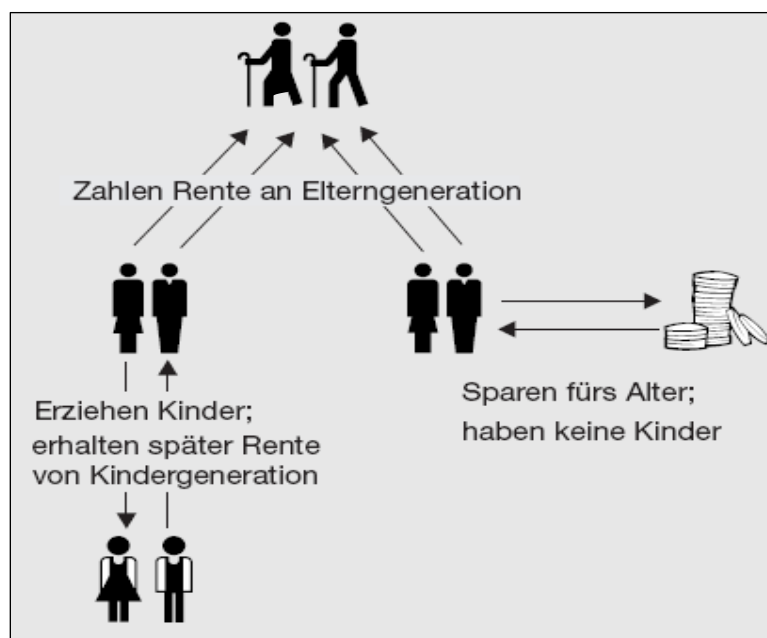 Zahlen Rente an Elterngeneration
Erziehen Kinder;
erhalten später Rente
von Kindergeneration
Sparen fürs Alter;
haben keine Kinder